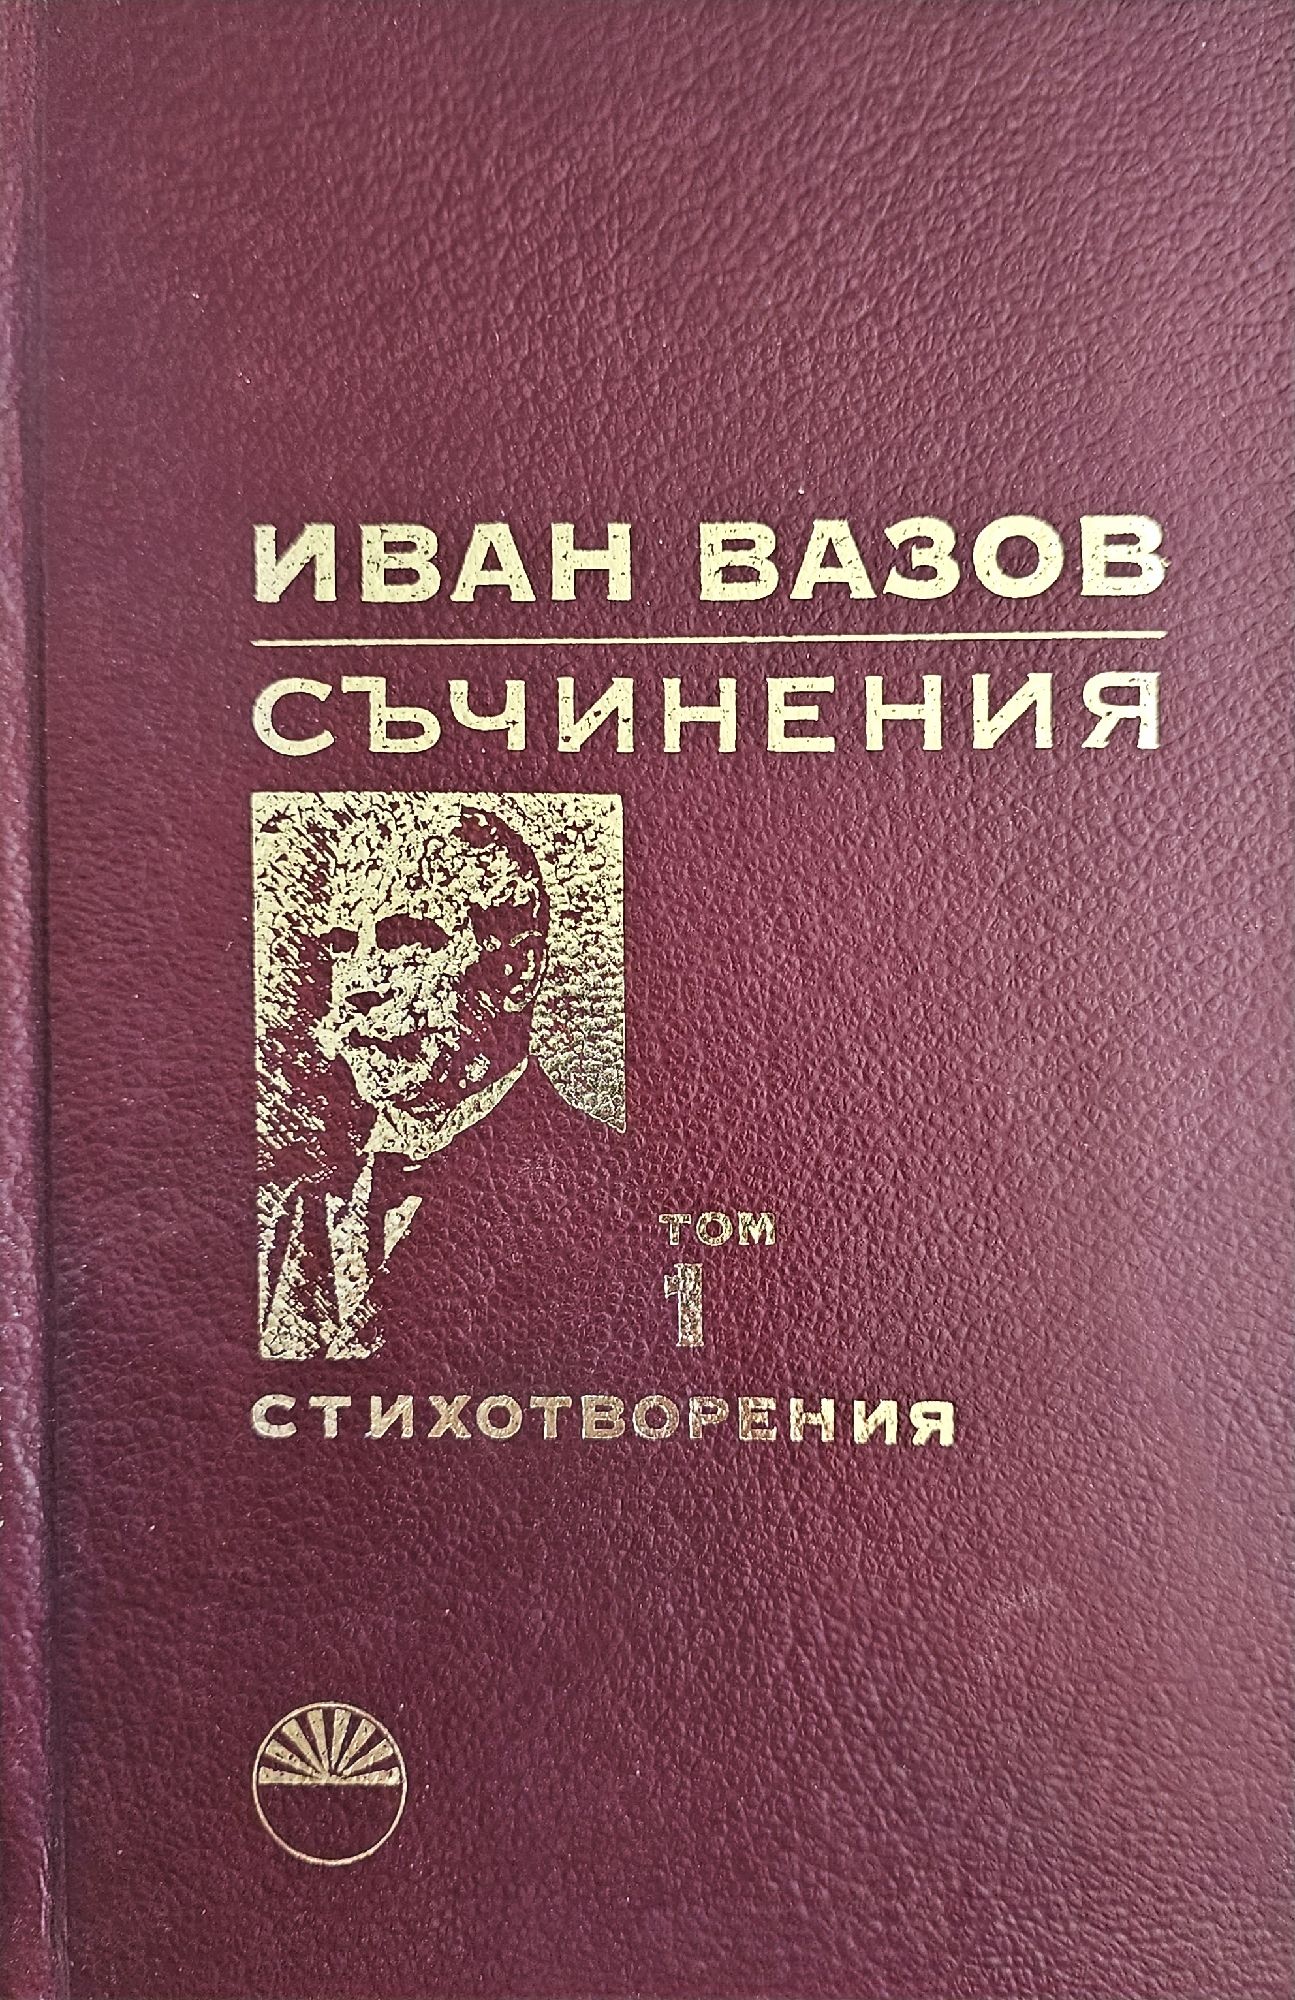 ИВАН ВАЗОВ
СЪЧИНЕНИЯ
ТОМ
1
СТИХОТВОРЕНИЯ